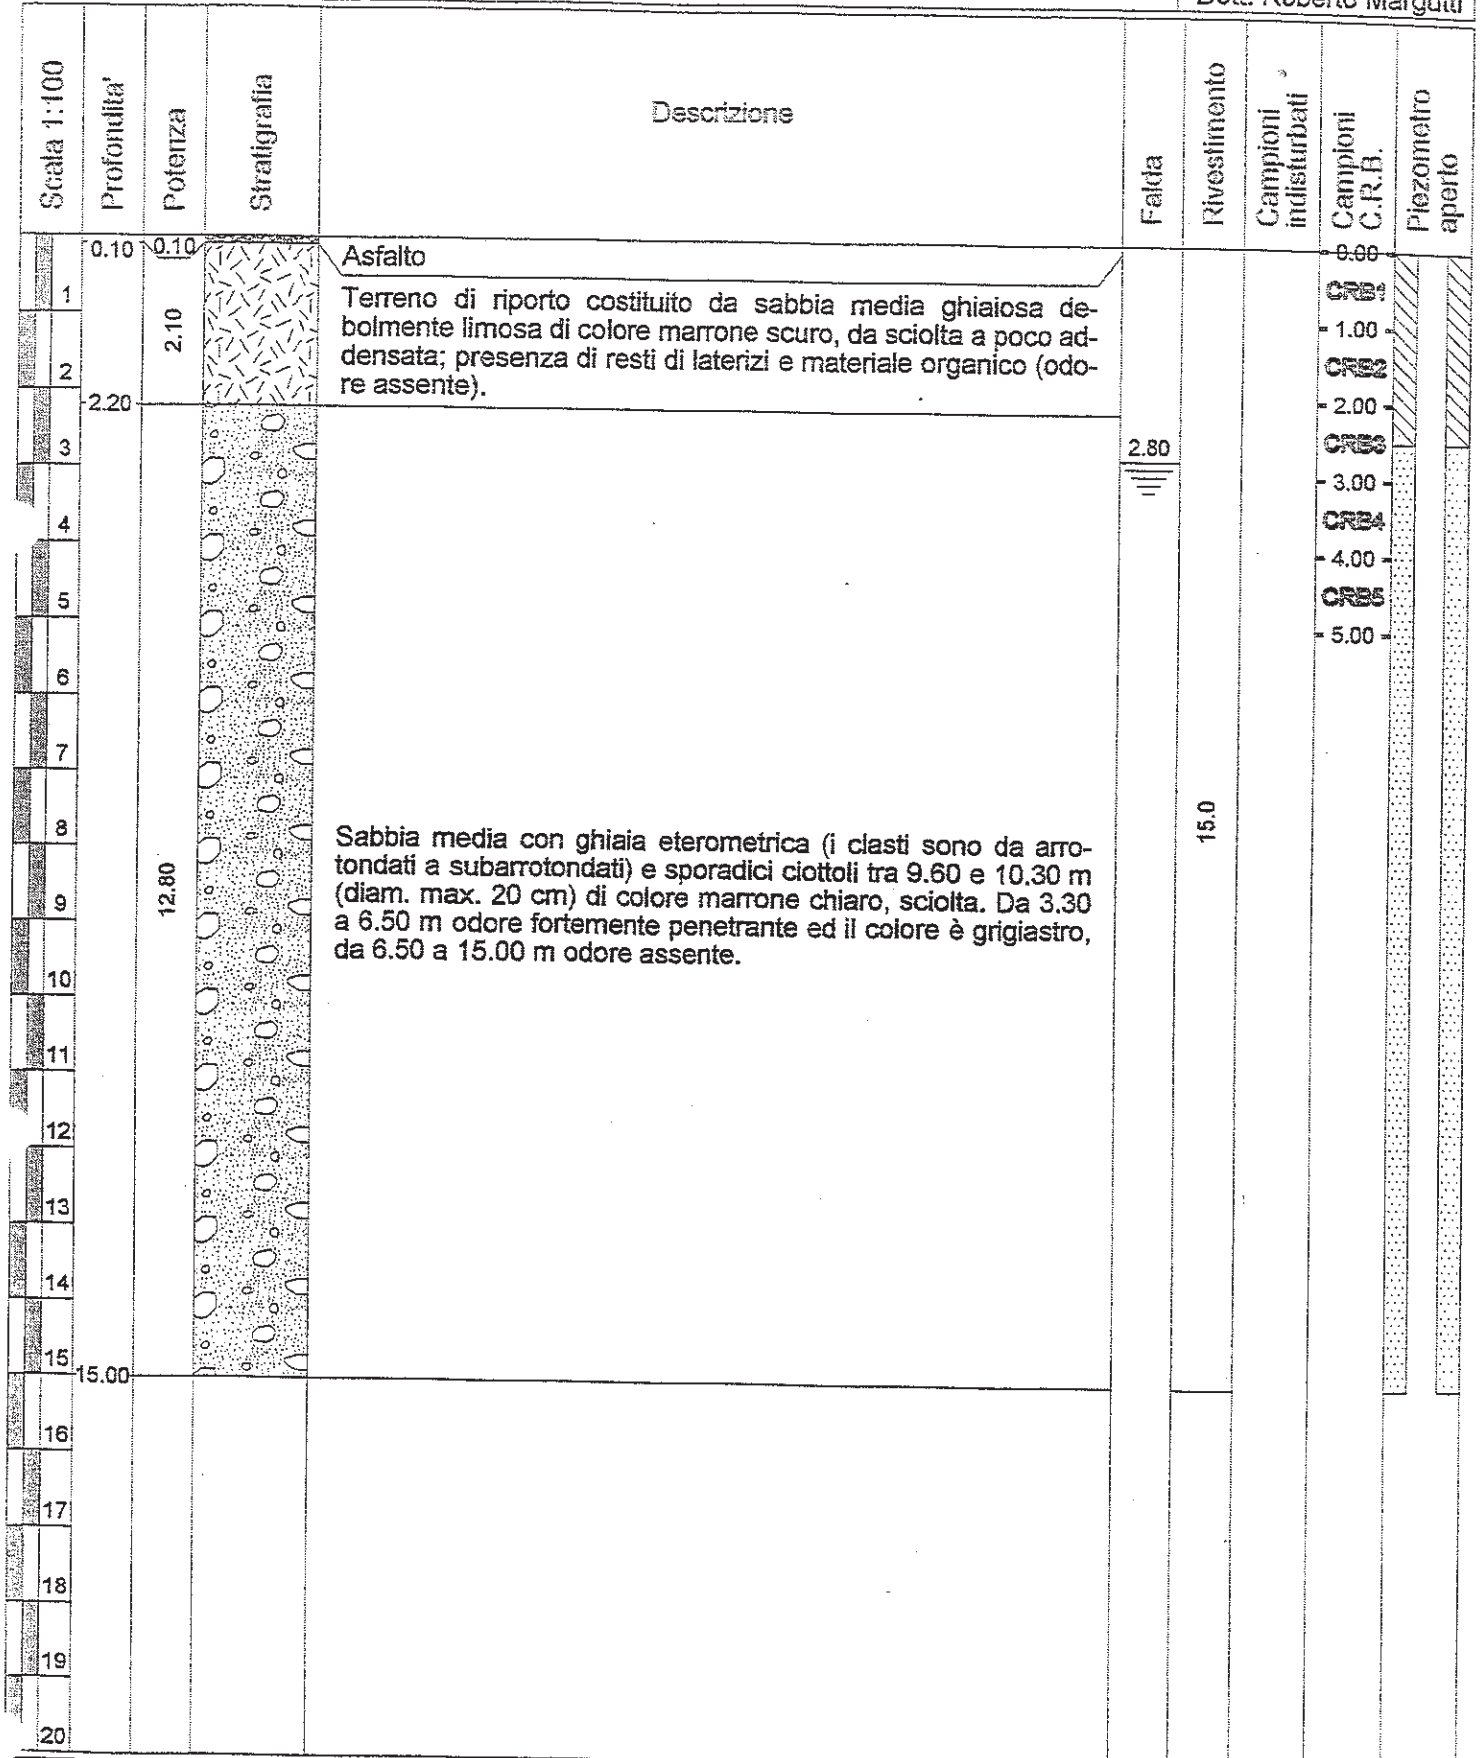 Dott. Roberto Margutti
Scala 1:100
Profondita'
Potenza
Stratigrafia
Descrizione
Falda
Rivestimento
Campioni
indisturbati
Campioni
C.R.B.
Piezometro
aperto
0.10
0.10
Asfalto
0.00
1
2.10
Terreno di riporto costituito da sabbia media ghiaiosa de-
bolmente limosa di colore marrone scuro, da sciolta a poco ad-
densata; presenza di resti di laterizi e materiale organico (odo-
re assente).
CRB1
1.00
2
CRB2
2.20
2.00
3
2.80
CRB3
3.00
4
CRB4
4.00
5
CRB5
5.00
6
7
8
15.0
12.80
Sabbia media con ghiaia eterometrica (i clasti sono da arro-
tondati a subarrotondati) e sporadici ciottoli tra 9.60 e 10.30 m
(diam. max. 20 cm) di colore marrone chiaro, sciolta. Da 3.30
a 6.50 m odore fortemente penetrante ed il colore è grigiastro,
da 6.50 a 15.00 m odore assente.
9
10
11
12
13
14
15
15.00
16
17
18
19
20